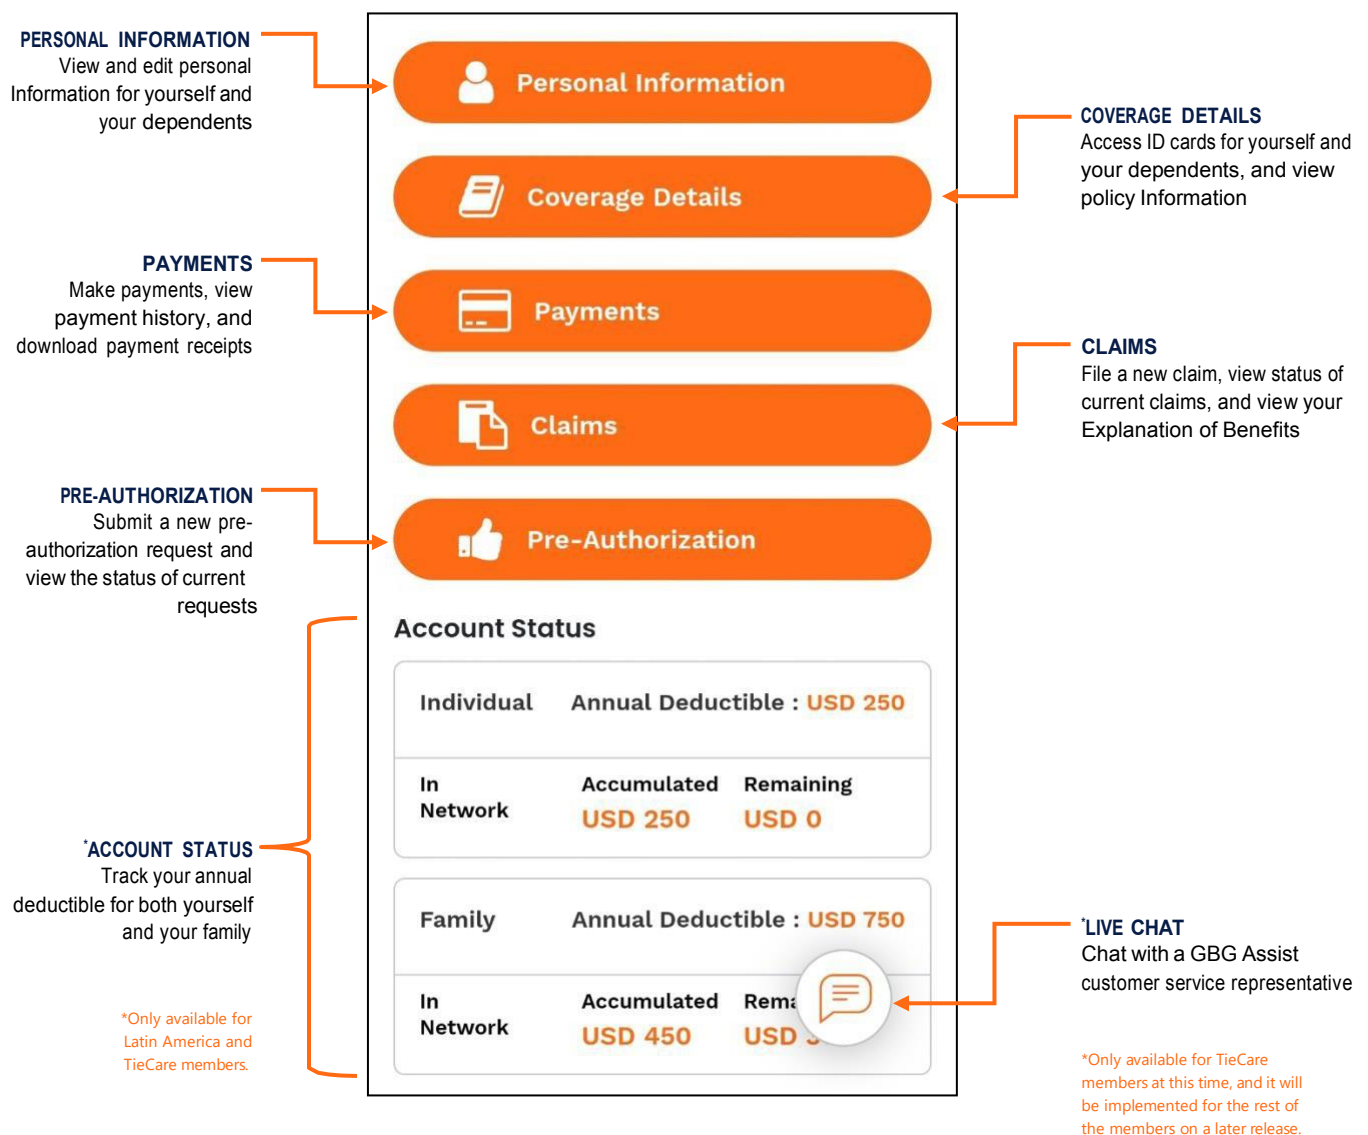 PERSONAL INFORMATION
View and edit personal
Information for yourself and
your dependents
Personal Information
COVERAGE DETAILS
Access ID cards for yourself and
your dependents, and view
policy Information
Coverage Details
PAYMENTS
Make payments, view
payment history, and
download payment receipts
Payments
CLAIMS
File a new claim, view status of
current claims, and view your
Explanation of Benefits
Claims
PRE-AUTHORIZATION
Submit a new pre-
authorization request and
view the status of current
requests
Pre-Authorization
Account Status
Individual Annual Deductible : USD 250
In Network
Accumulated Remaining
USD 250 USD 0
*ACCOUNT STATUS
Track your annual
deductible for both yourself
and your family
*Only available for
Latin America and
TieCare members.
Family Annual Deductible : USD 750
In Network
Accumulated
USD 450 USD
*LIVE CHAT
Chat with a GBG Assist
customer service representative
*Only available for TieCare
members at this time, and it will
be implemented for the rest of
the members on a later release.